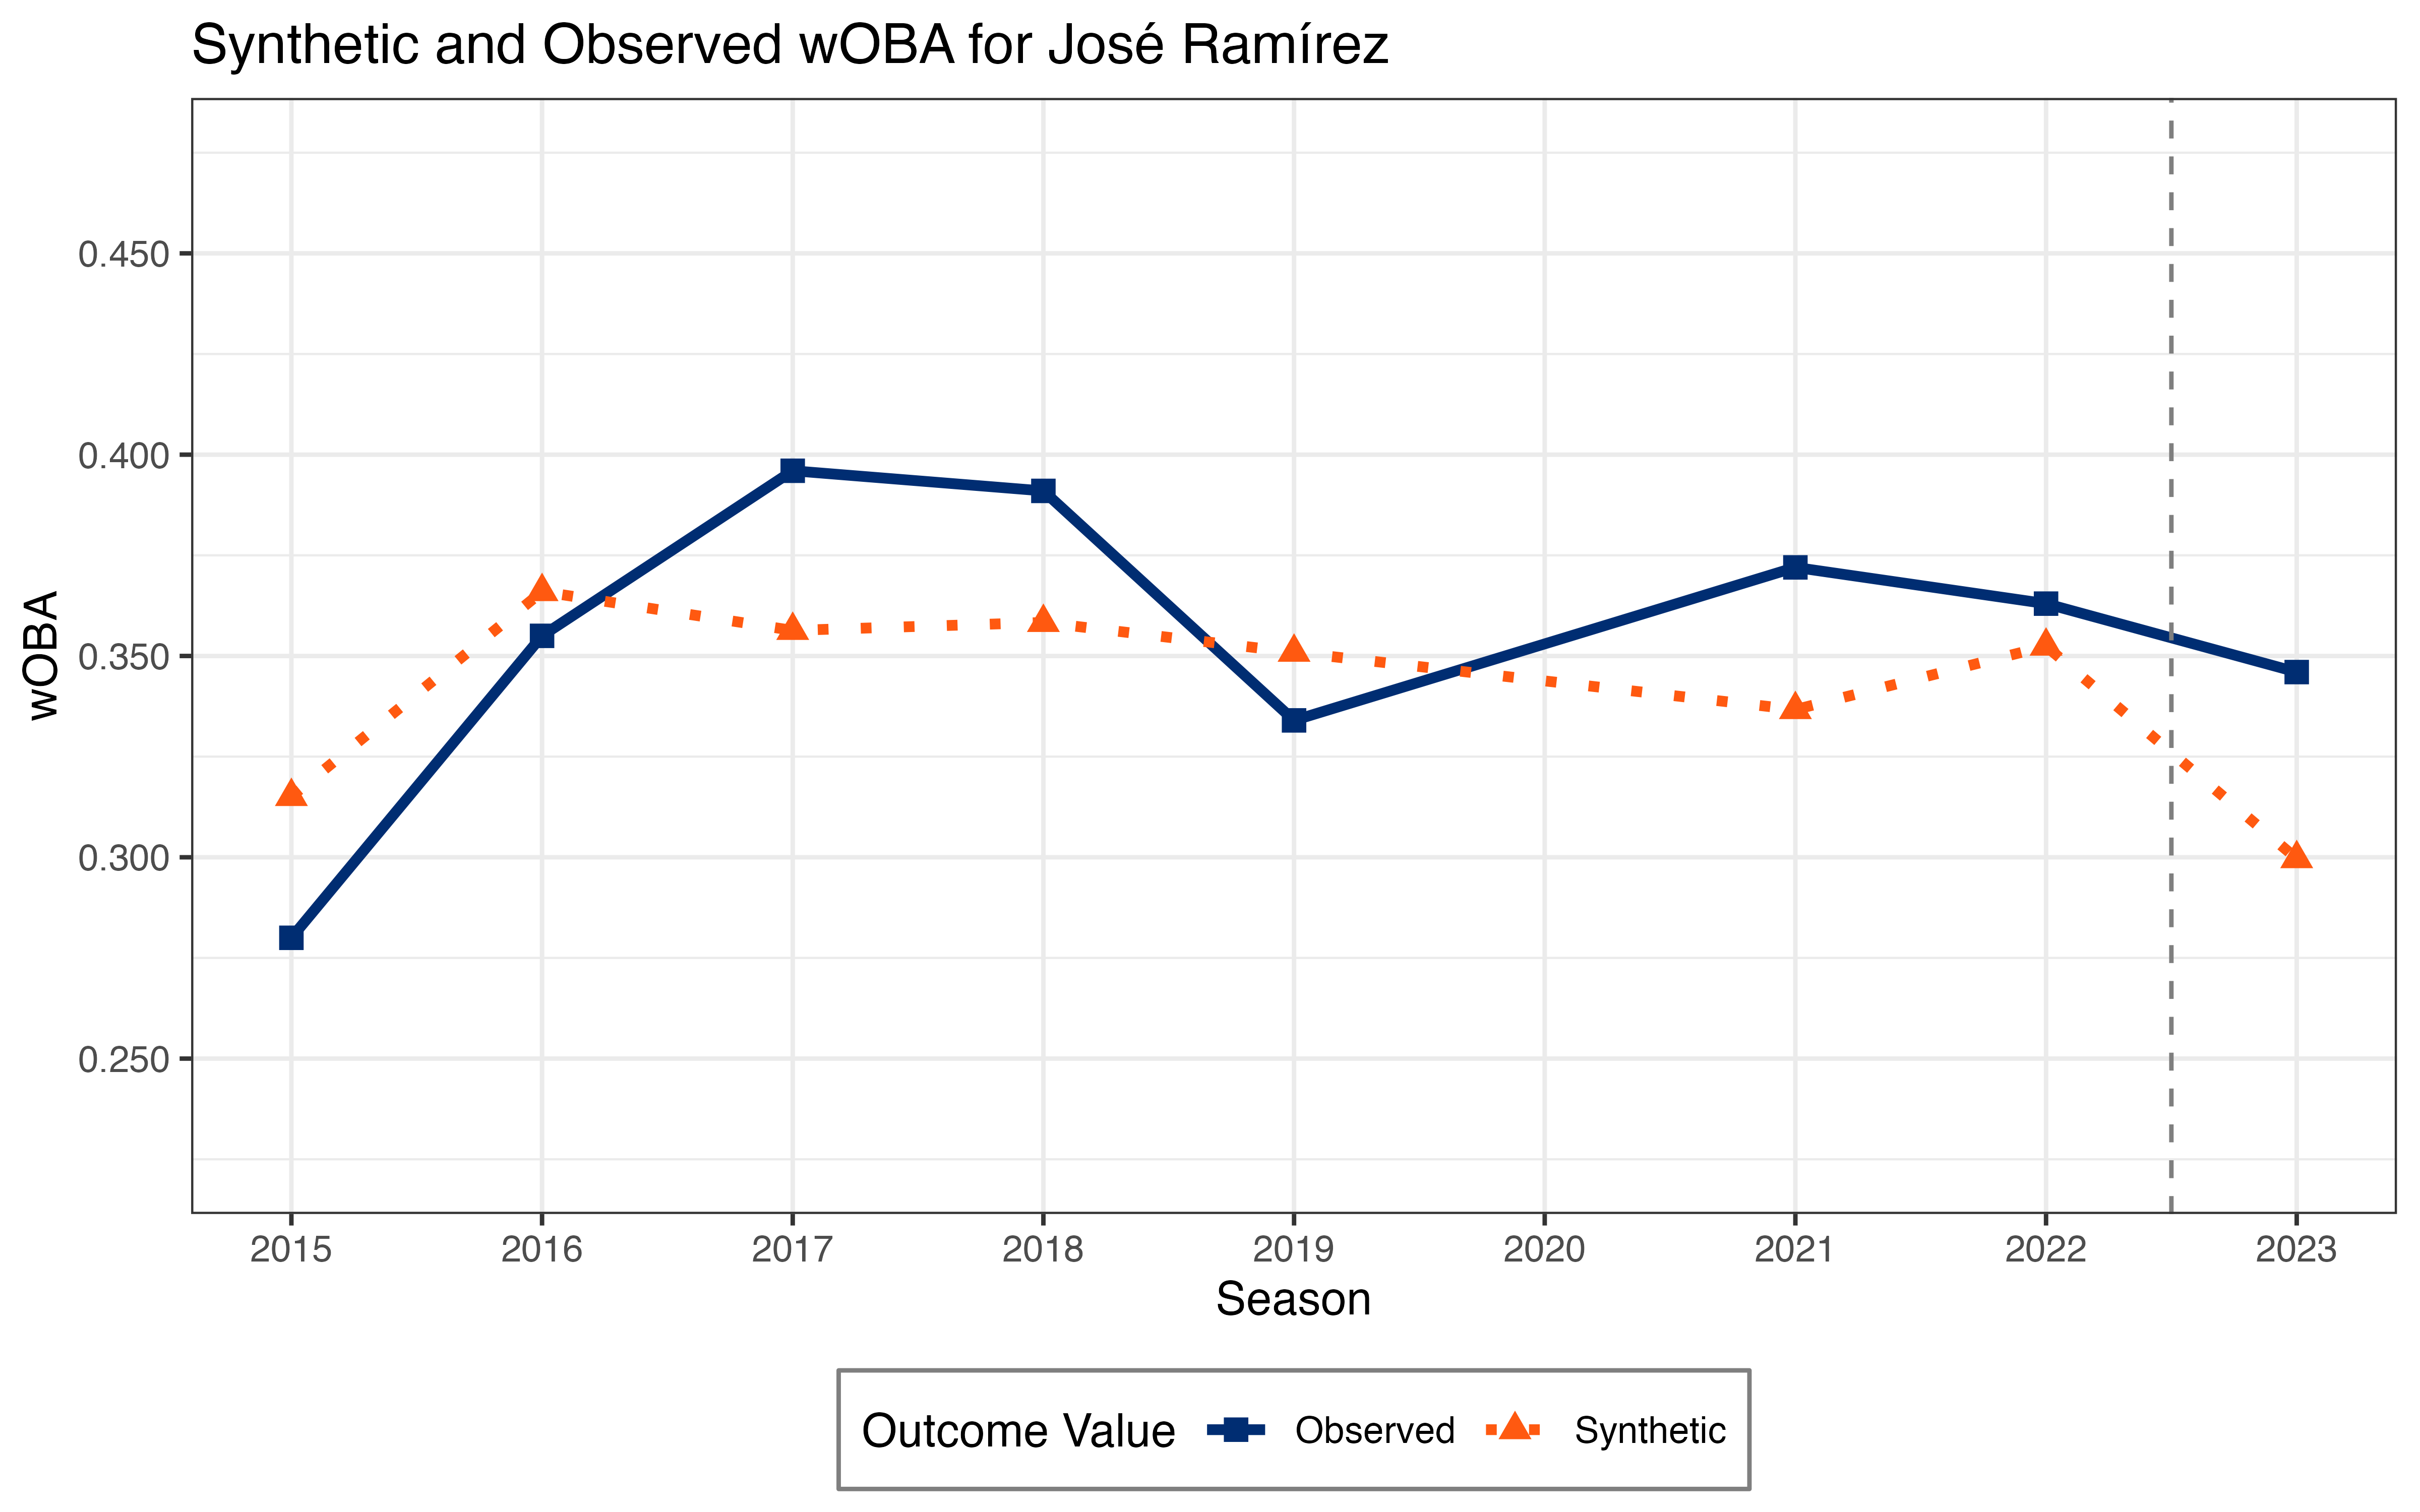 Synthetic and Observed wOBA for José Ramírez
wOBA
0.450
0.400
0.350
0.300
0.250
2015 2016 2017 2018 2019 2020 2021 2022 2023
Season
Outcome Value Observed Synthetic